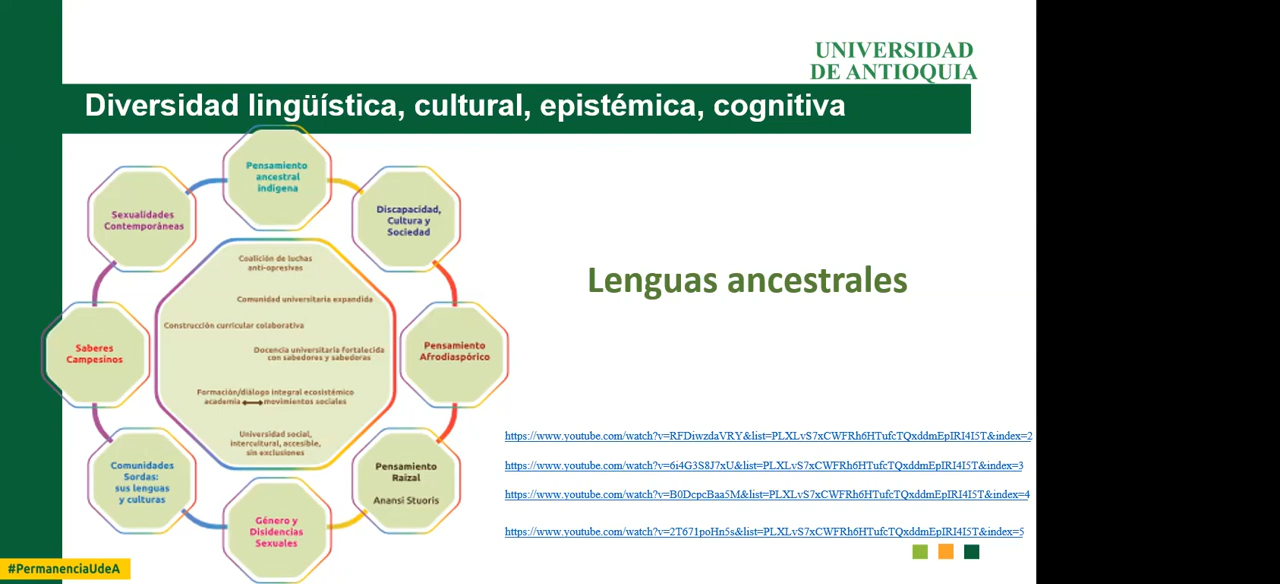 UNIVERSIDAD
DE ANTIOQUIA
Diversidad lingüística, cultural, epistémica, cognitiva
Pensamiento
ancestral
indígena
Discapacidad,
Cultura y
Sociedad
Pensamiento
Afrodiaspórico
Pensamiento
Raizal
Anansi Stuoris
Género y
Disidencias
Sexuales
Comunidades
Sordas:
sus lenguas
y culturas
Saberes
Campesinos
Sexualidades
Contemporáneas
Coalición de luchas
anti-opresivas
Comunidad universitaria expandida
Construcción curricular colaborativa
Docencia universitaria fortalecida
con sabedores y sabedoras
Formación/diálogo integral ecosistémico
academia movimientos sociales
Universidad social,
intercultural, accesible,
sin exclusiones
Lenguas ancestrales
https://www.youtube.com/watch?v=RFDiwzdaVRY&list=PLXLvS7xCWFRh6HTufcTQxddmEpIRI4I5T&index=2
https://www.youtube.com/watch?v=6i4G3S8J7xU&list=PLXLvS7xCWFRh6HTufcTQxddmEpIRI4I5T&index=3
https://www.youtube.com/watch?v=B0DcpcBaa5M&list=PLXLvS7xCWFRh6HTufcTQxddmEpIRI4I5T&index=4
https://www.youtube.com/watch?v=2T671poHn5s&list=PLXLvS7xCWFRh6HTufcTQxddmEpIRI4I5T&index=5
#PermanenciaUdeA